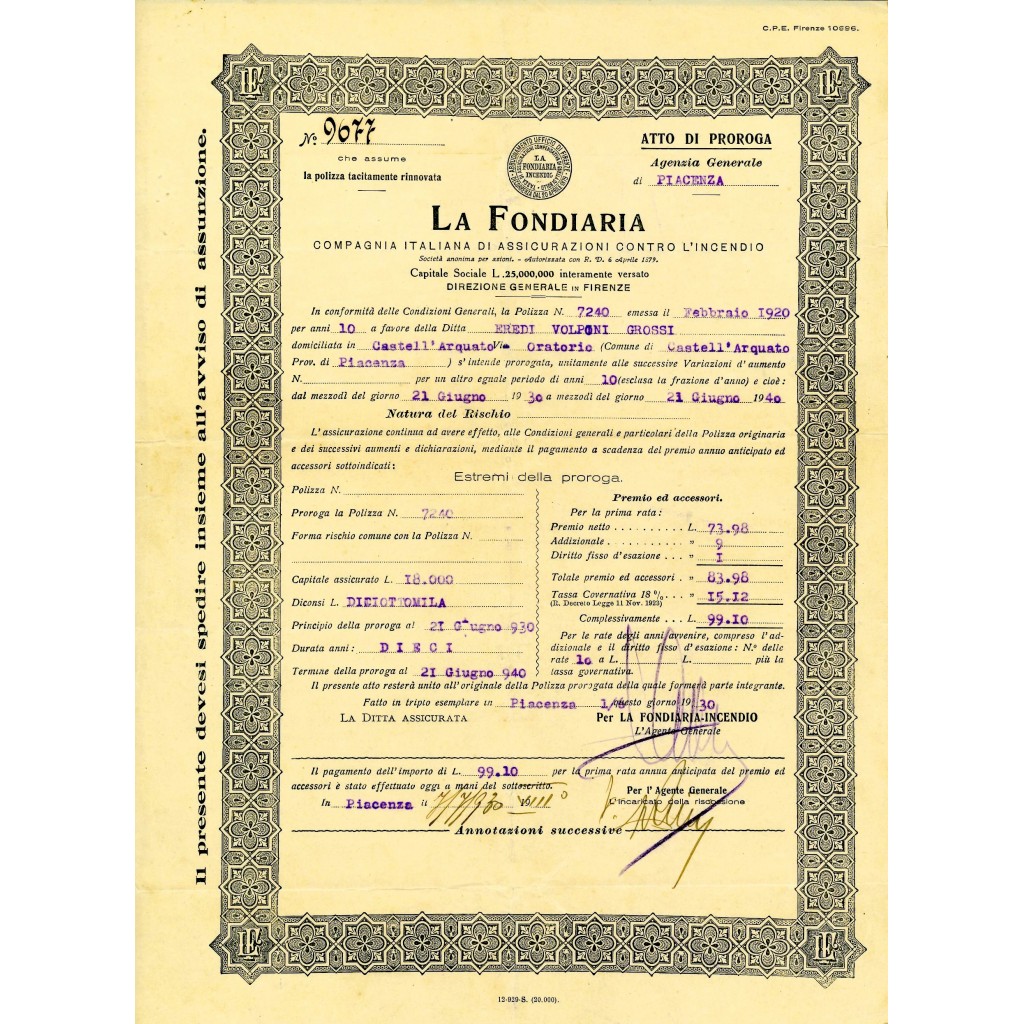 C.P.E. Firenze 10696.
Il presente devesi spedire insieme all'avviso di assunzione.
N. 9677
che assume
la polizza tacitamente rinnovata
LA FONDIARIA INCENDIO
ATTO DI PROROGA
Agenzia Generale
di PIACENZA
LA FONDIARIA
COMPAGNIA ITALIANA DI ASSICURAZIONI CONTRO L'INCENDIO
Società anonima per azioni. - Autorizzata con R. D. 6 Aprile 1879.
Capitale Sociale L. 25,000,000 interamente versato
DIREZIONE GENERALE IN FIRENZE
In conformità delle Condizioni Generali, la Polizza N. 7240 emessa il Febbraio 1920
per anni 10 a favore della Ditta EREDI VOLPONI GROSSI
domiciliata in Castell'Arquato Via Oratorio (Comune di Castell'Arquato
Prov. di Piacenza ) s'intende prorogata, unitamente alle successive Variazioni d'aumento
N. per un altro eguale periodo di anni 10 (esclusa la frazione d'anno) e cioè:
dal mezzodì del giorno 21 Giugno 1930 a mezzodì del giorno 21 Giugno 1940
Natura del Rischio
L'assicurazione continua ad avere effetto, alle Condizioni generali e particolari della Polizza originaria
e dei successivi aumenti e dichiarazioni, mediante il pagamento a scadenza del premio annuo anticipato ed
accessori sottoindicati:
Estremi della proroga.
Polizza N.
Proroga la Polizza N. 7240
Forma rischio comune con la Polizza N.
Capitale assicurato L. 18.000
Diconsi L. DICIOTTOMILA
Principio della proroga al 21 Giugno 930
Durata anni: DIECI
Termine della proroga al 21 Giugno 940
Premio ed accessori.
Per la prima rata:
Premio netto . . . . . . . . . . L. 73.98
Addizionale . . . . . . . . . . " 9
Diritto fisso d'esazione . . . " 1
Totale premio ed accessori . " 83.98
Tassa Governativa 18 % . . . " 15.12
(R. Decreto Legge 11 Nov. 1923)
Complessivamente . . . L. 99.10
Per le rate degli anni avvenire, compreso l'ad-
dizionale e il diritto fisso d'esazione: N.° delle
rate 10 a L. L. più la
tassa governativa.
Il presente atto resterà unito all'originale della Polizza prorogata della quale formerà parte integrante.
Fatto in triplo esemplare in Piacenza questo giorno 1930
LA DITTA ASSICURATA
Per LA FONDIARIA-INCENDIO
L'Agente Generale
Il pagamento dell'importo di L. 99.10 per la prima rata annua anticipata del premio ed
accessori è stato effettuato oggi a mani del sottoscritto.
In Piacenza il 7/7/930 VIII°
Per l'Agente Generale
L'incaricato della riscossione
Annotazioni successive
12-929-S. (20.000).